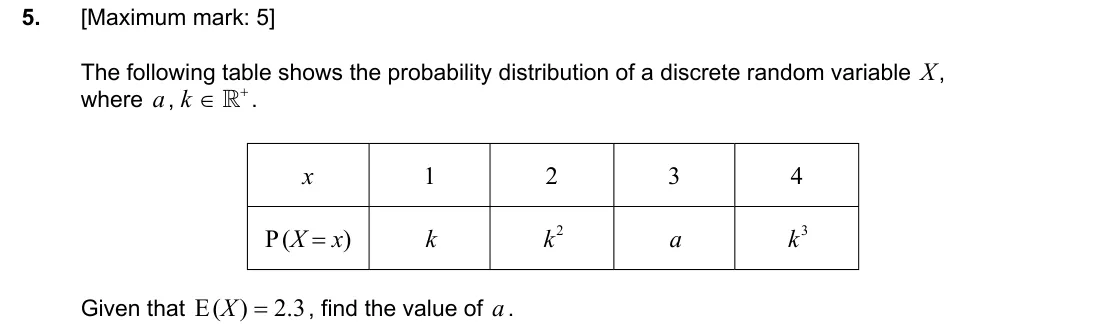 5. [Maximum mark: 5]
The following table shows the probability distribution of a discrete random variable X,
where a, k ∈ ℝ⁺.
x 1 2 3 4
P(X = x) k k² a k³
Given that E(X) = 2.3, find the value of a.